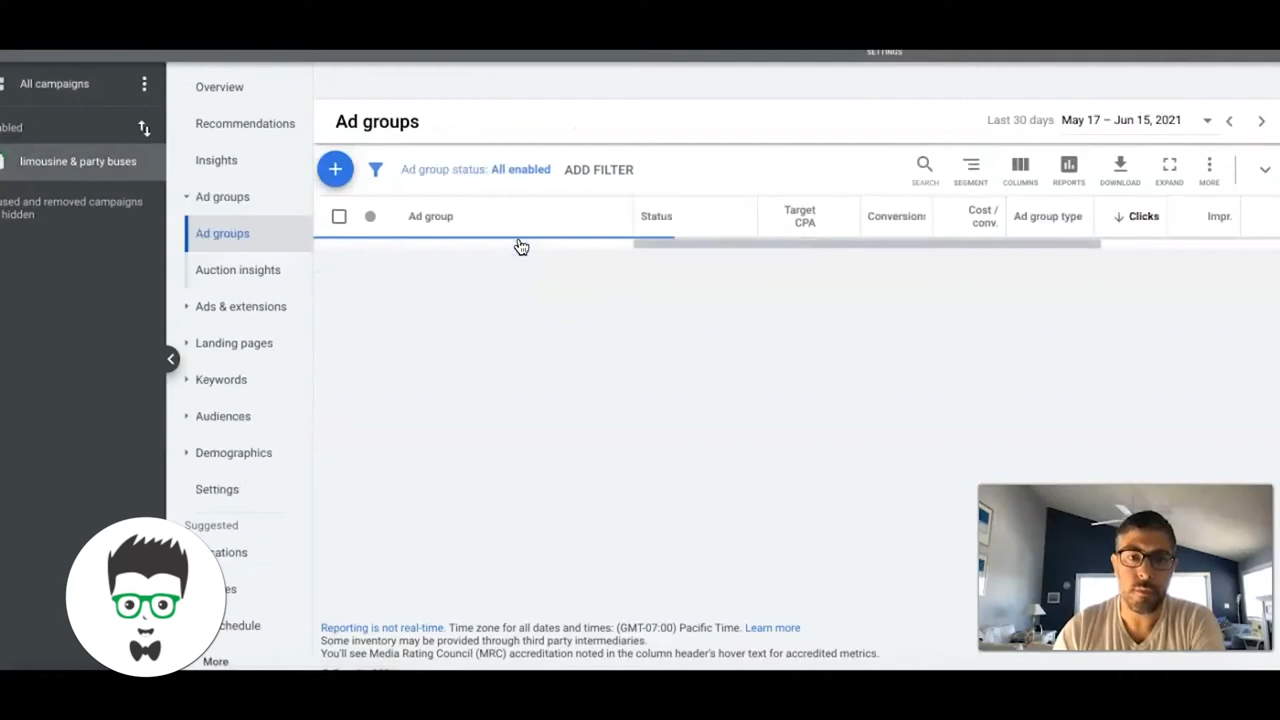 SETTINGS
All campaigns
bled
limousine & party buses
used and removed campaigns
hidden
Overview
Recommendations
Insights
Ad groups
Ad groups
Auction insights
Ads & extensions
Landing pages
Keywords
Audiences
Demographics
Settings
Suggested
ations
es
chedule
More
Ad groups
Last 30 days May 17 – Jun 15, 2021
Ad group status: All enabled ADD FILTER
SEARCH SEGMENT COLUMNS REPORTS DOWNLOAD EXPAND MORE
Ad group Status Target CPA Conversions Cost / conv. Ad group type Clicks Impr.
Reporting is not real-time. Time zone for all dates and times: (GMT-07:00) Pacific Time. Learn more
Some inventory may be provided through third party intermediaries.
You'll see Media Rating Council (MRC) accreditation noted in the column header's hover text for accredited metrics.